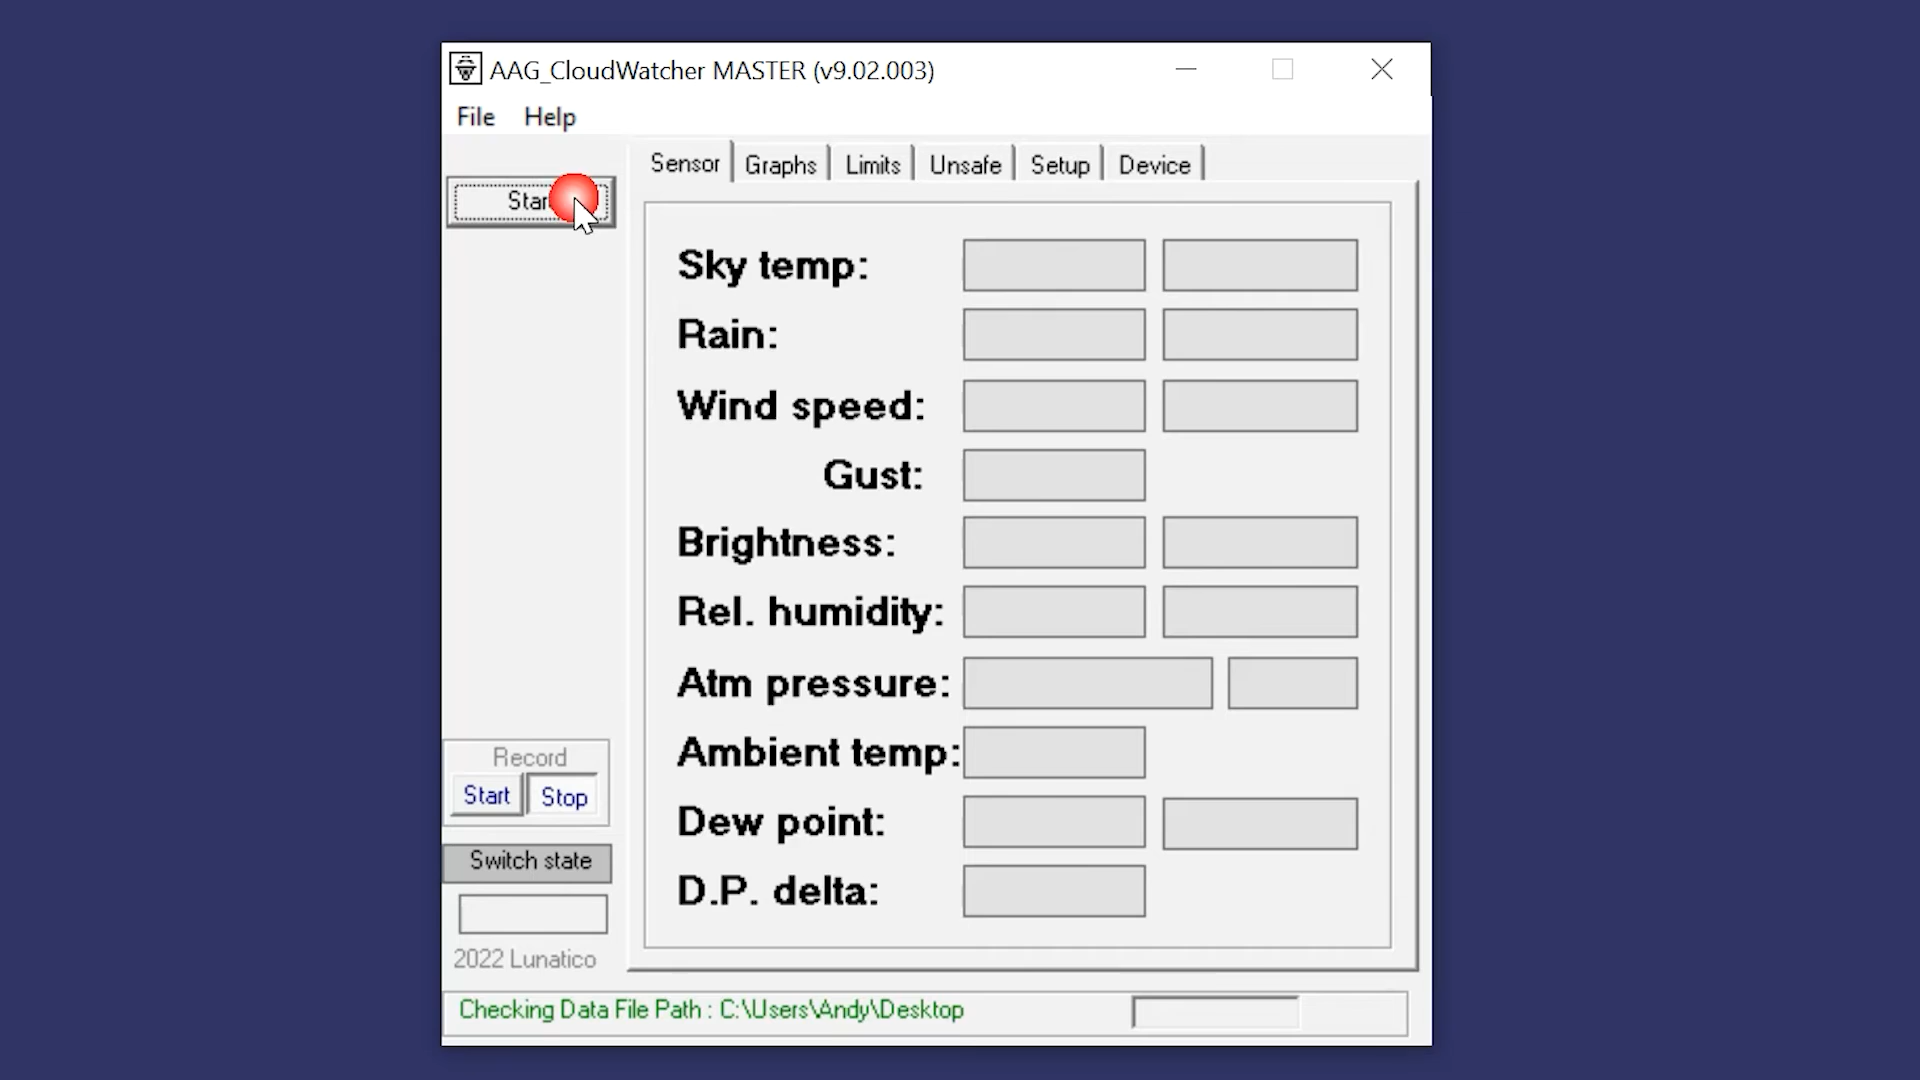 AAG_CloudWatcher MASTER (v9.02.003)
File Help
Sensor Graphs Limits Unsafe Setup Device
Sky temp:
Rain:
Wind speed:
Gust:
Brightness:
Rel. humidity:
Atm pressure:
Ambient temp:
Dew point:
D.P. delta:
Record
Start Stop
Switch state
2022 Lunatico
Checking Data File Path : C:\Users\Andy\Desktop